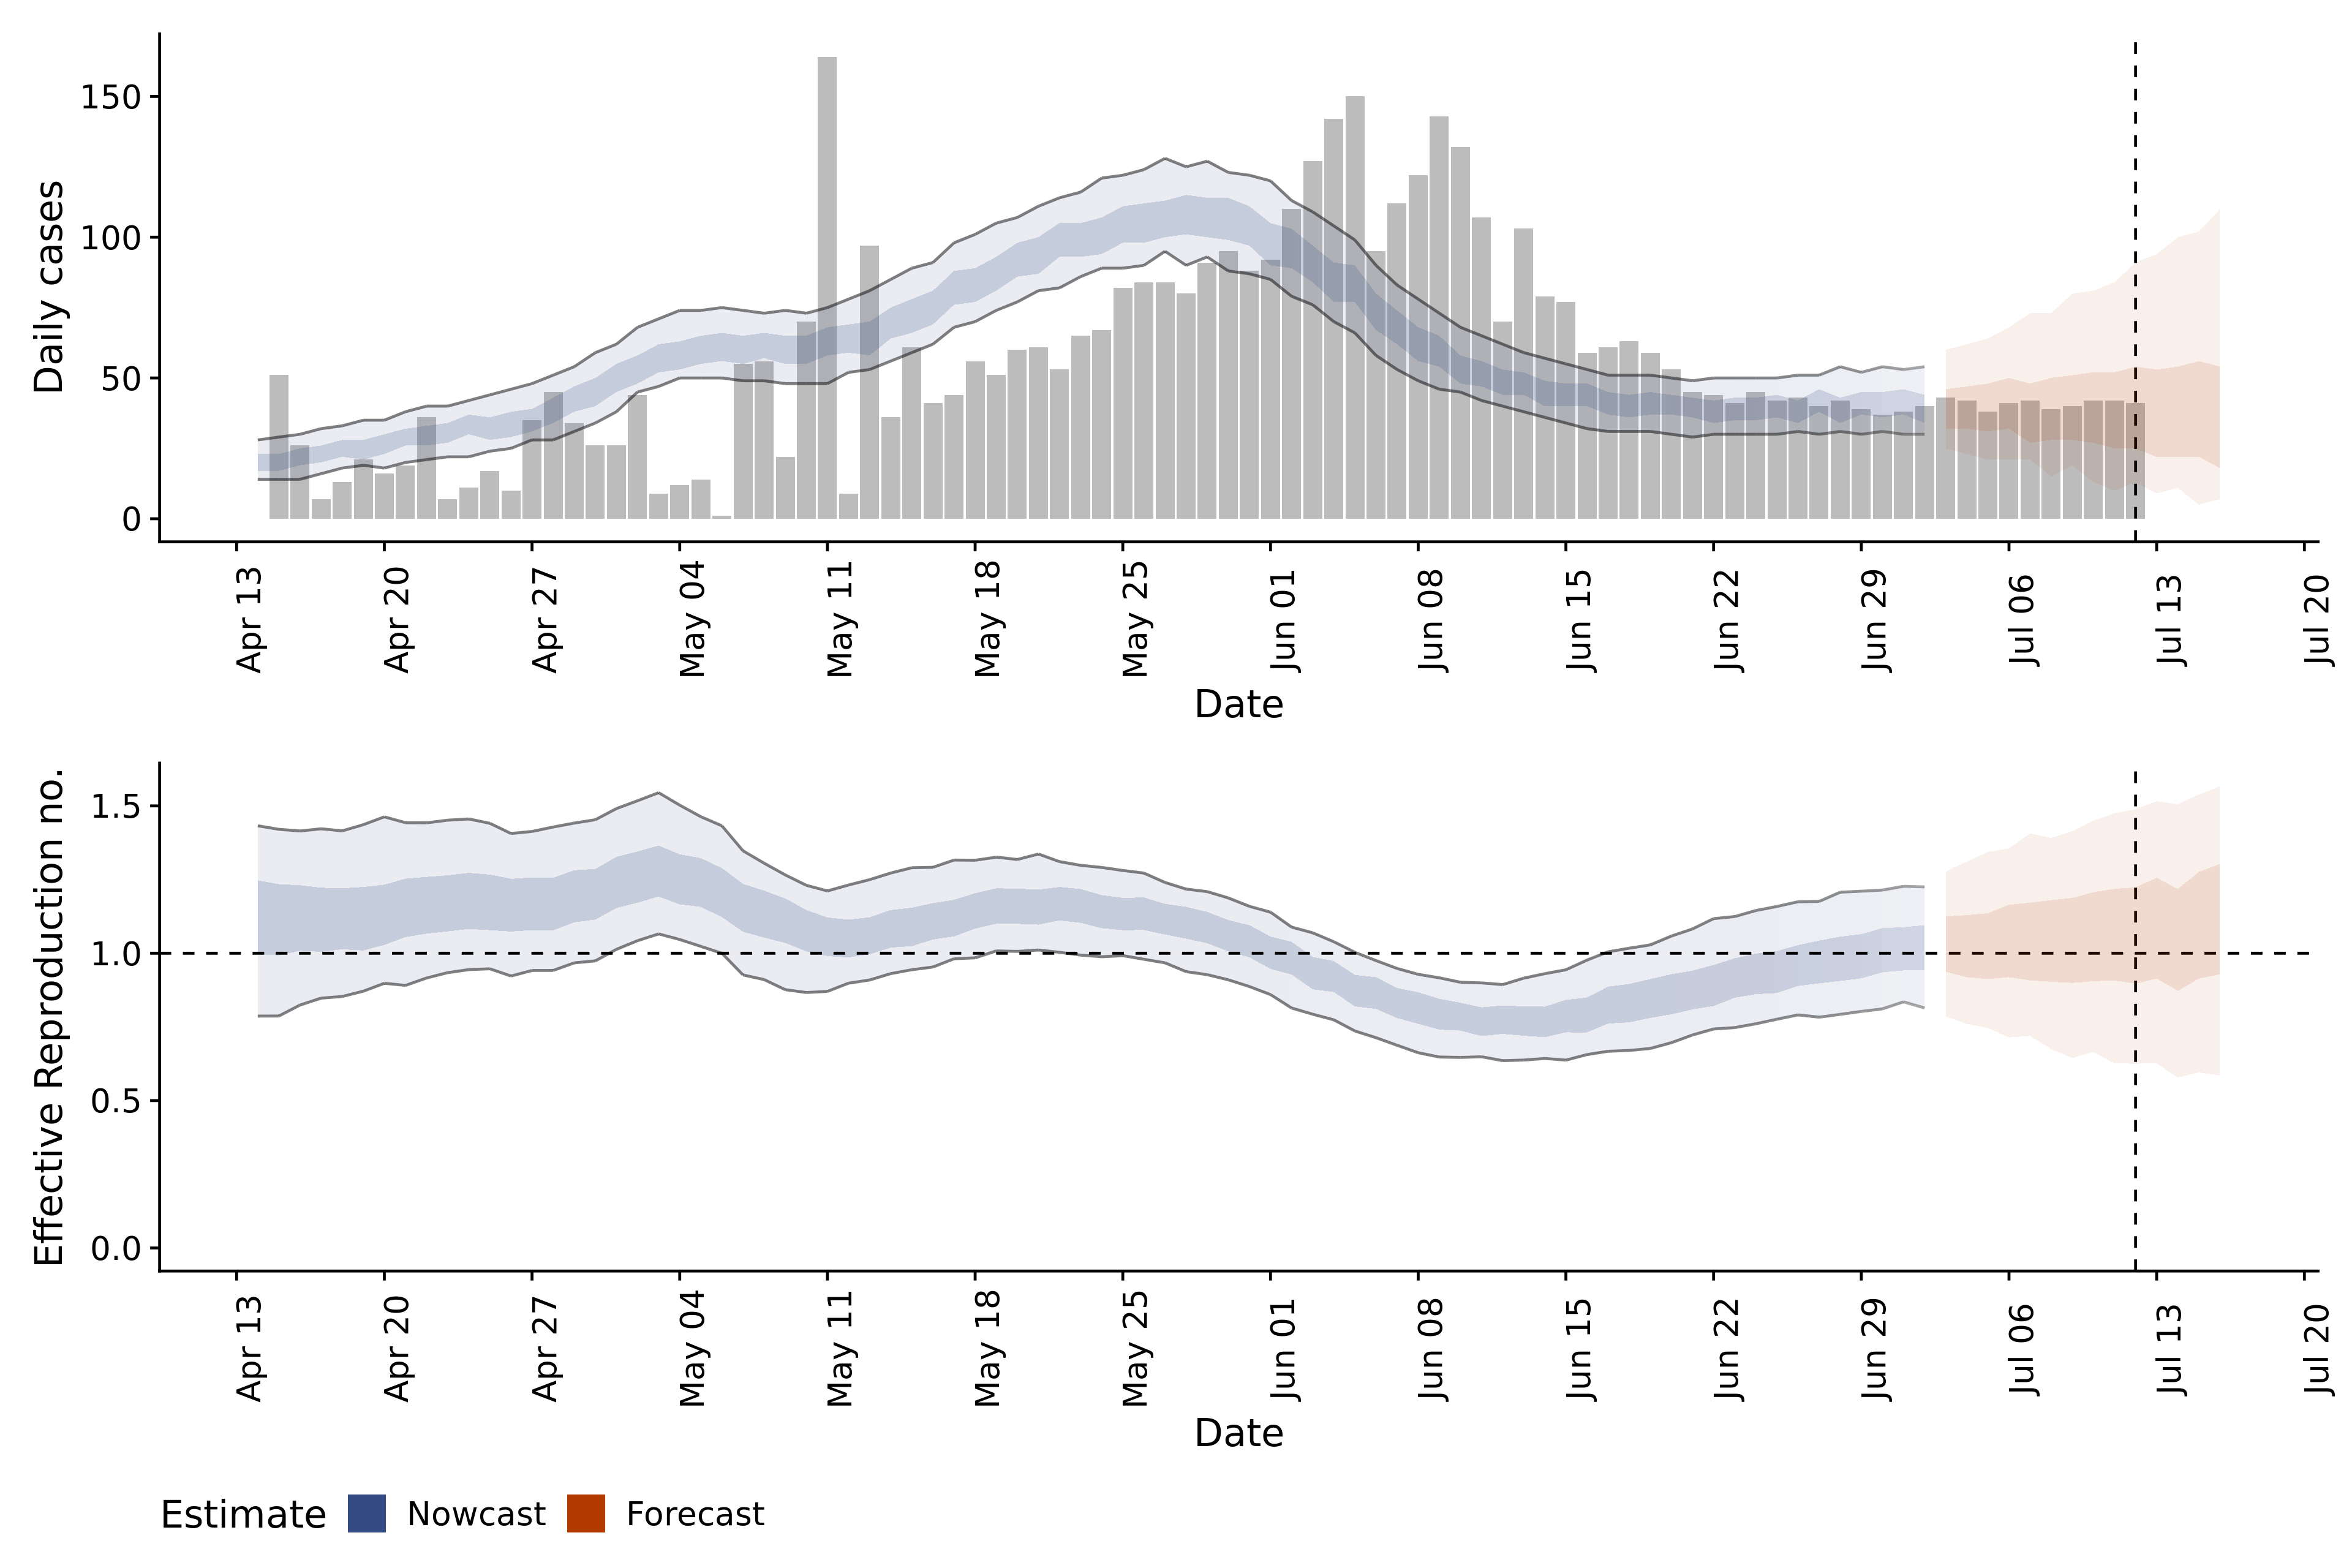 Daily cases
150
100
50
0
Apr 13
Apr 20
Apr 27
May 04
May 11
May 18
May 25
Jun 01
Jun 08
Jun 15
Jun 22
Jun 29
Jul 06
Jul 13
Jul 20
Date
Effective Reproduction no.
1.5
1.0
0.5
0.0
Apr 13
Apr 20
Apr 27
May 04
May 11
May 18
May 25
Jun 01
Jun 08
Jun 15
Jun 22
Jun 29
Jul 06
Jul 13
Jul 20
Date
Estimate Nowcast Forecast